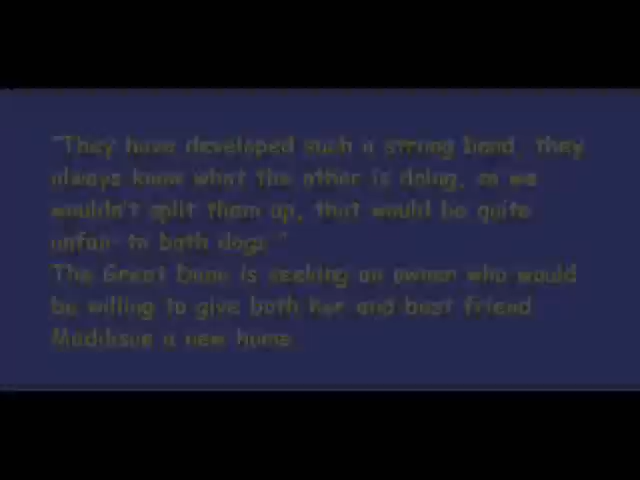 "They have developed such a strong bond, they
always know what the other is doing, so we
wouldn't split them up, that would be quite
unfair to both dogs."
The Great Dane is seeking an owner who would
be willing to give both her and best friend
Maddison a new home.